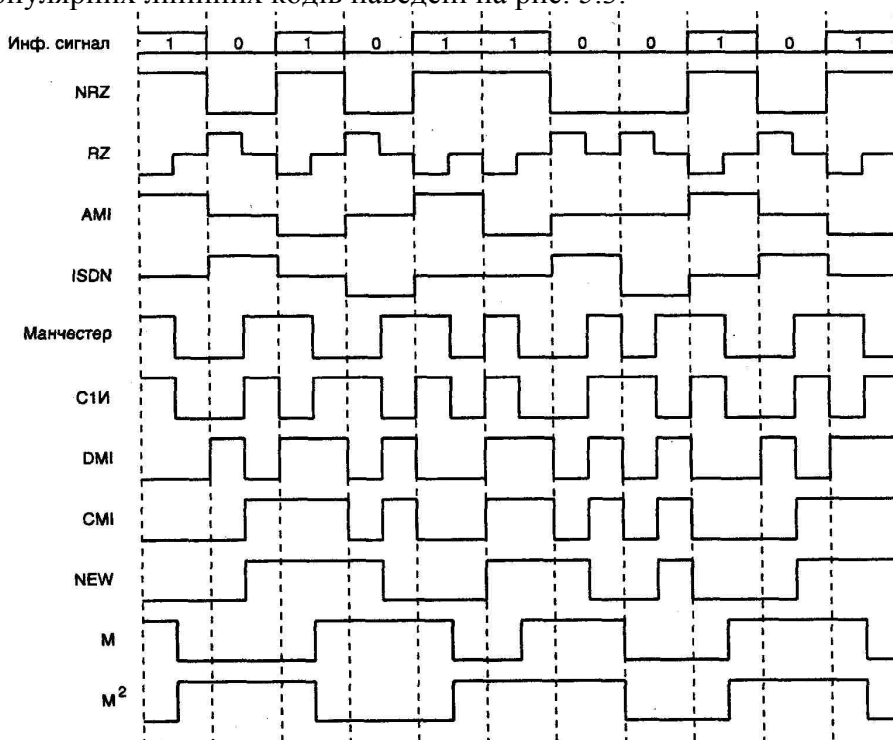 опулярних лінійних кодів наведені на рис. 3.3.
Инф. сигнал 1 0 1 0 1 1 0 0 1 0 1
NRZ
RZ
AMI
ISDN
Манчестер
С1И
DMI
CMI
NEW
M
M²